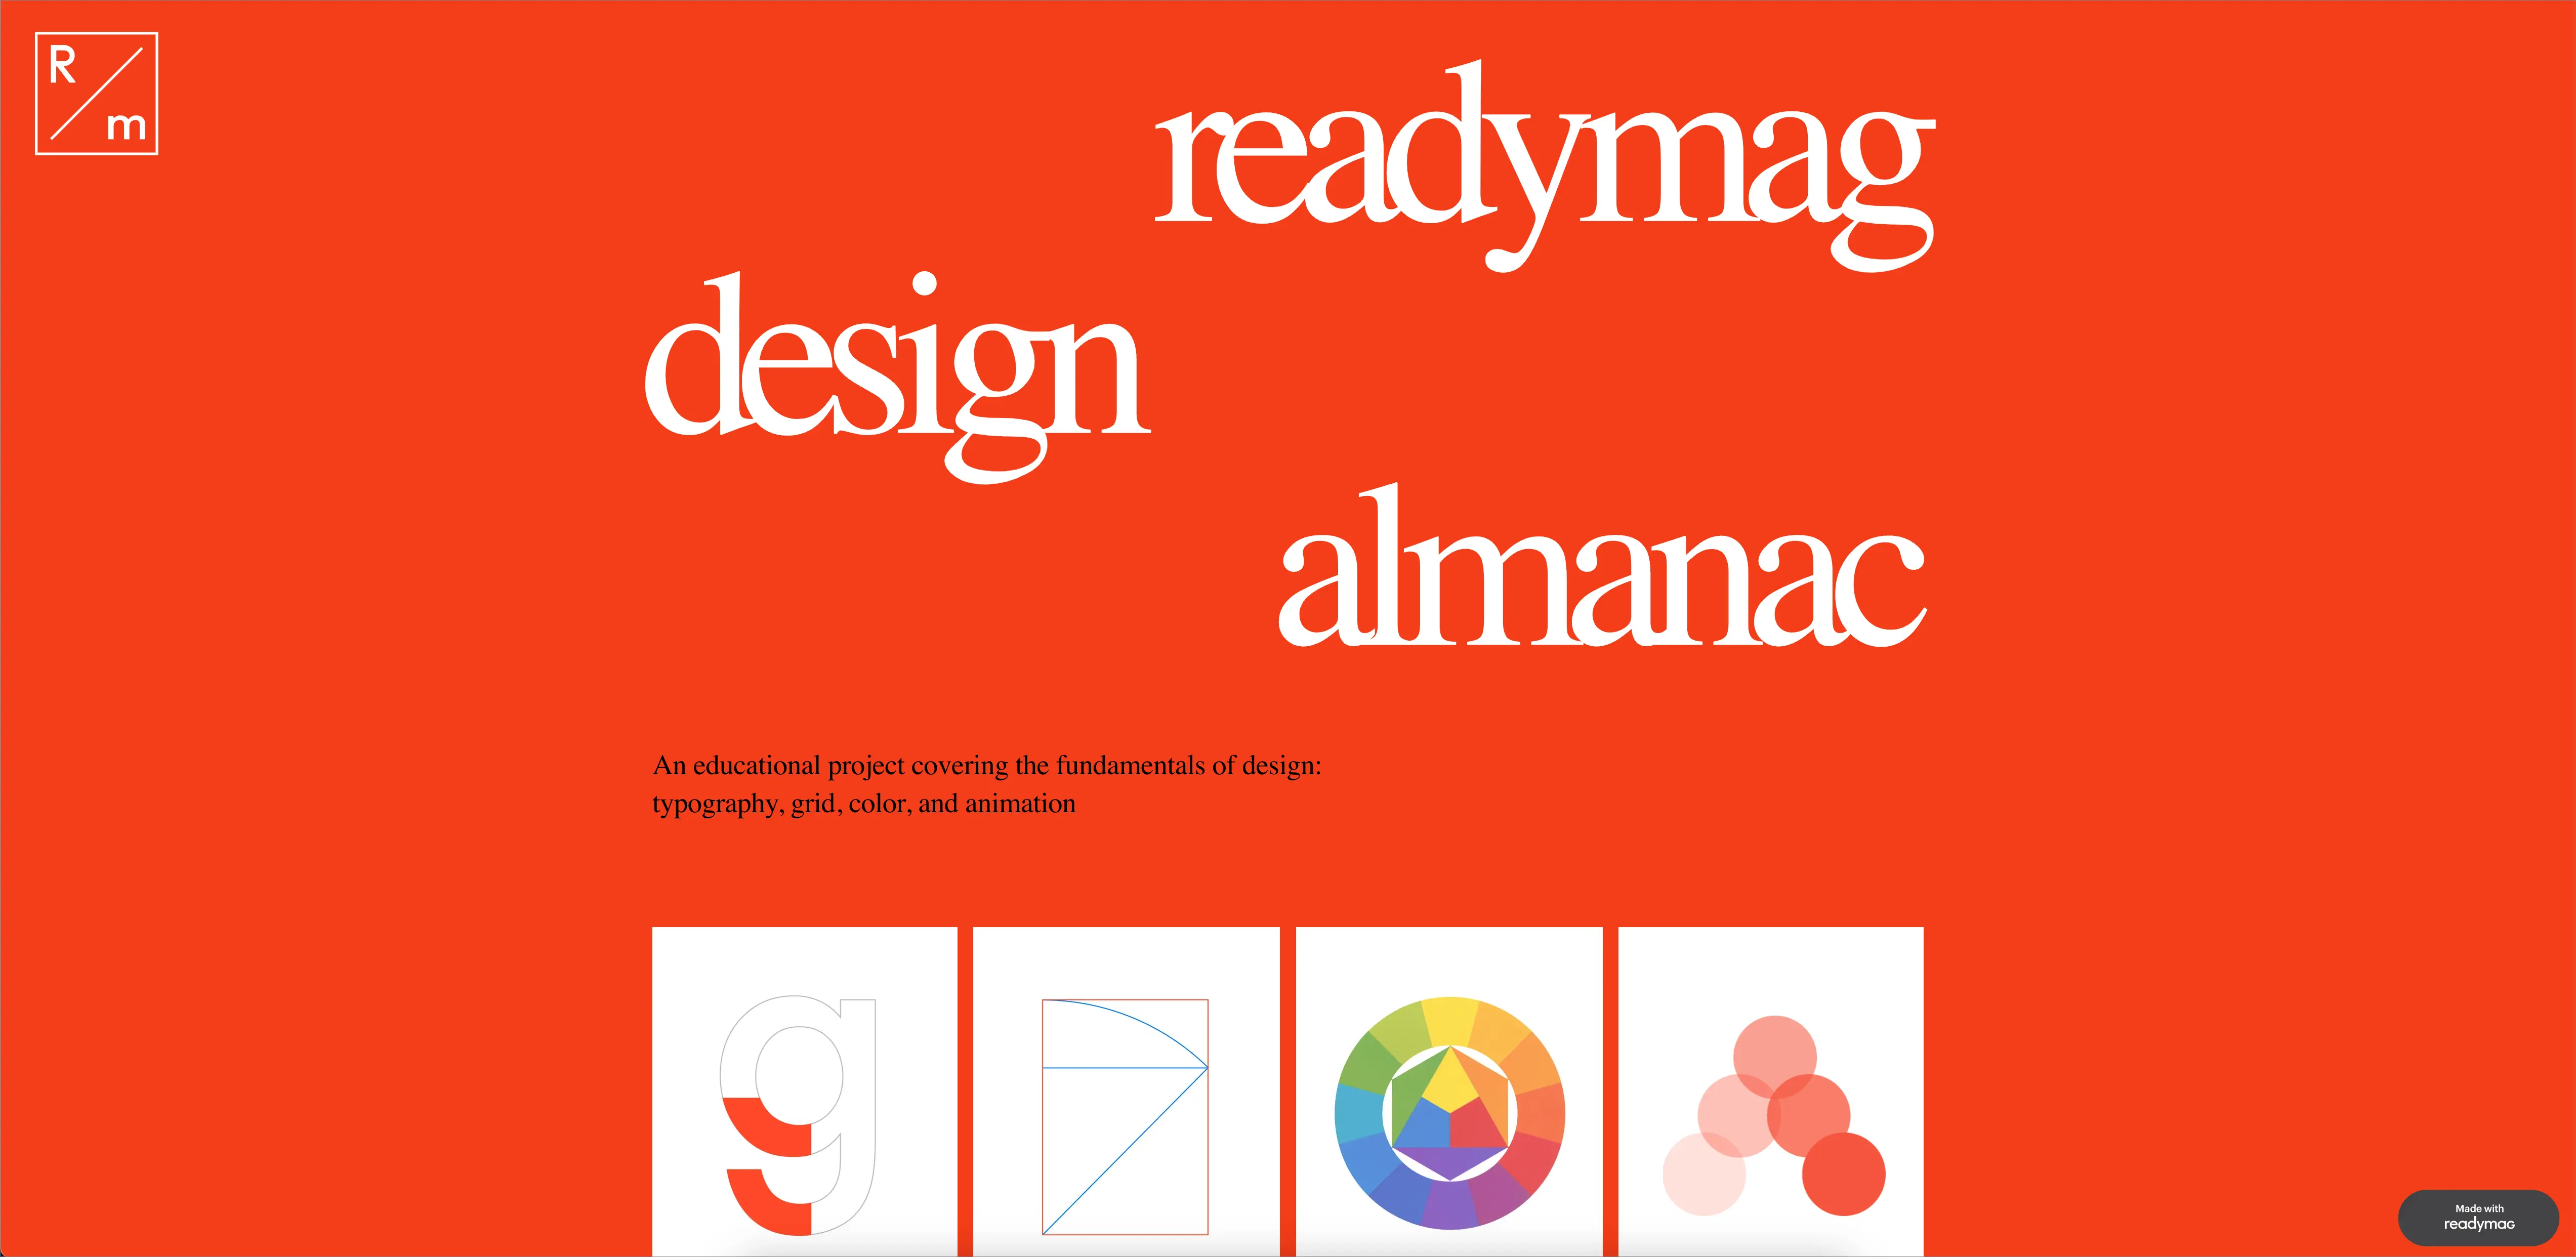 R
m
readymag
design
almanac
An educational project covering the fundamentals of design:
typography, grid, color, and animation
g
Made with
readymag